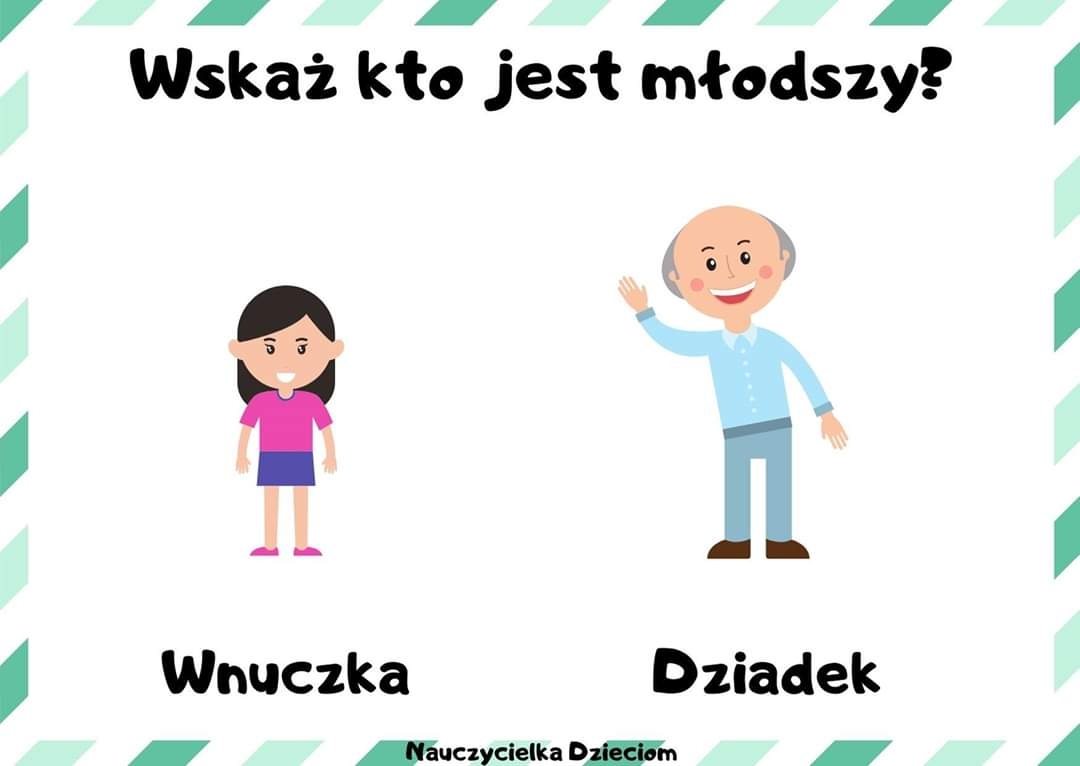 Wskaż kto jest młodszy?
Wnuczka
Dziadek
Nauczycielka Dzieciom